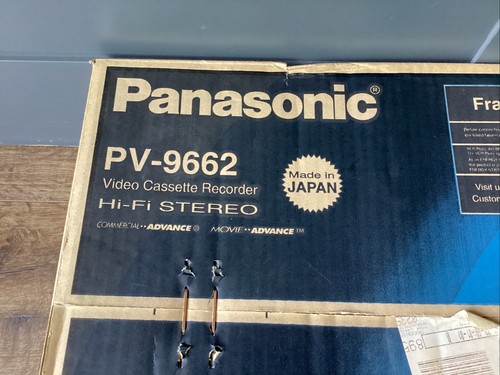 Panasonic®
PV-9662
Video Cassette Recorder
Hi-Fi STEREO
COMMERCIAL••ADVANCE® MOVIE••ADVANCE™
Made in
JAPAN
Fra
Visit u
Custom